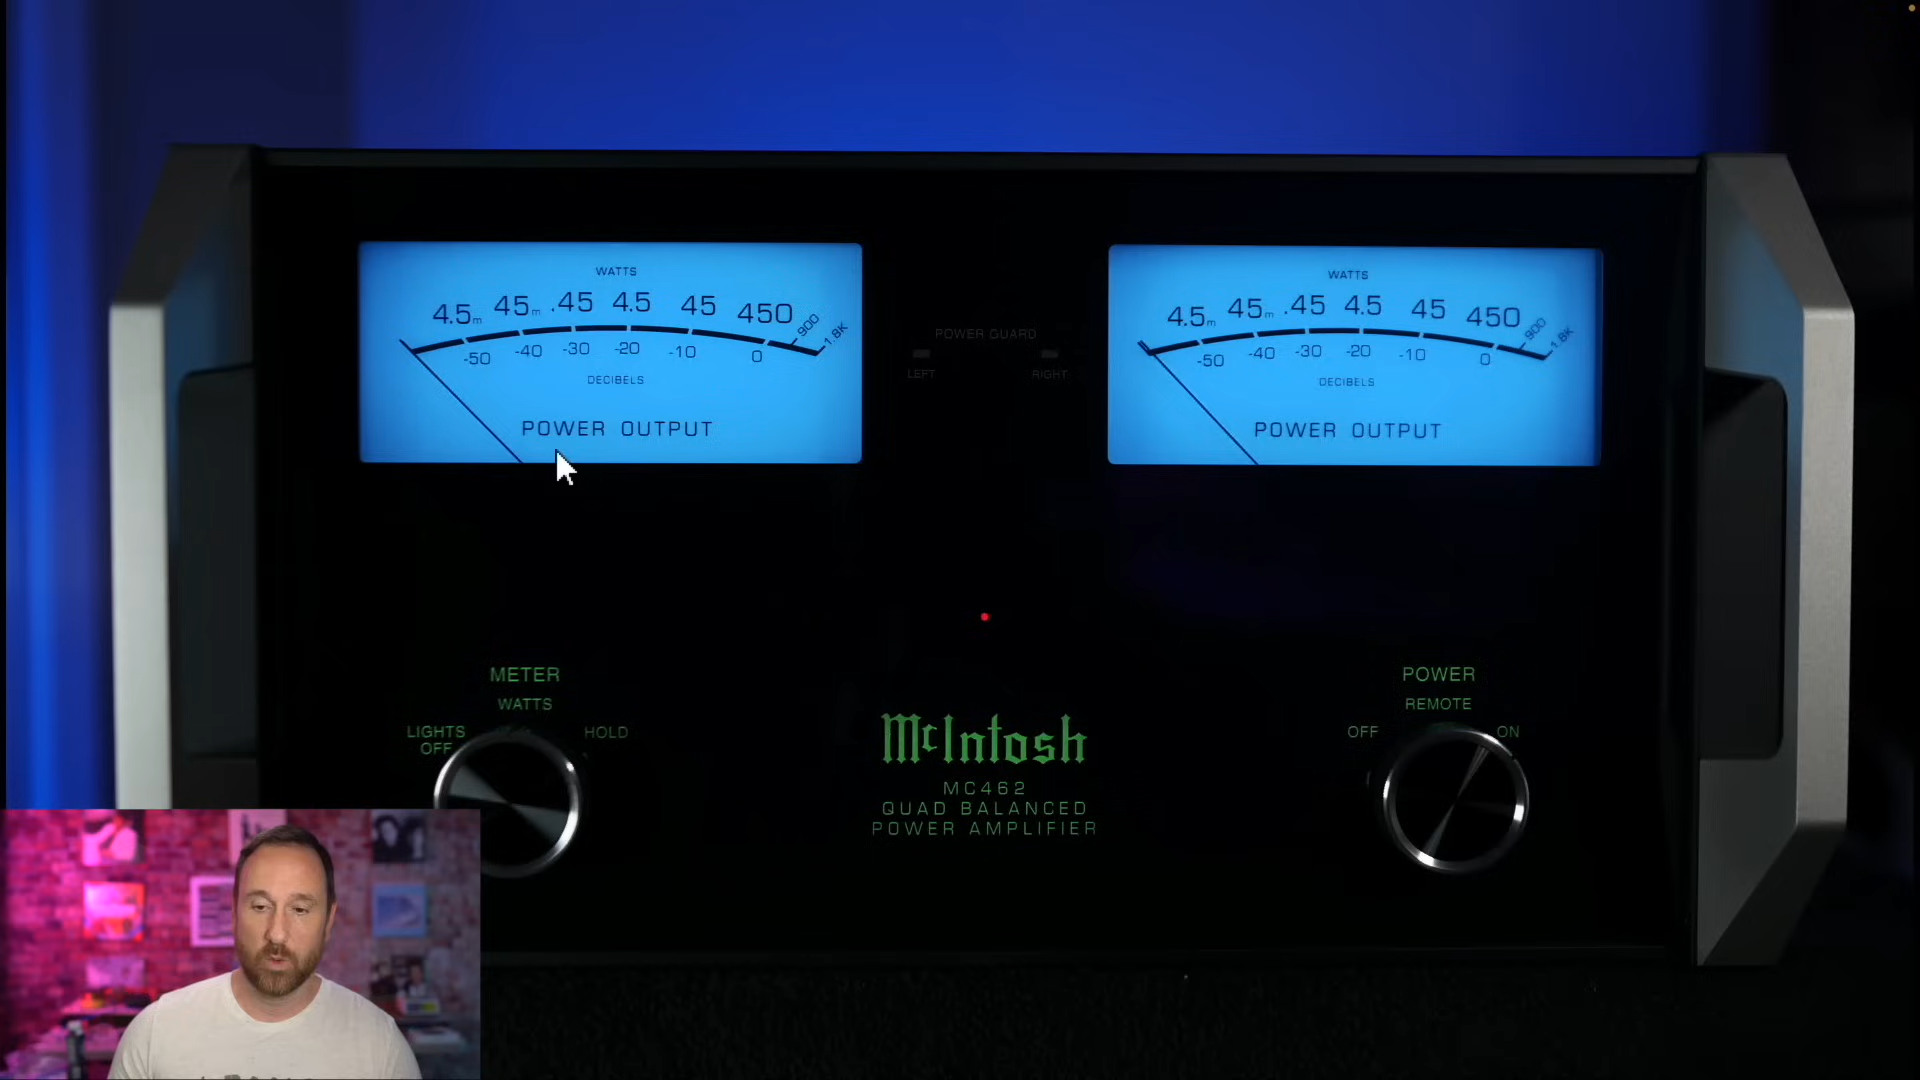 WATTS
4.5m 45m .45 4.5 45 450 900 1.8K
-50 -40 -30 -20 -10 0
DECIBELS
POWER OUTPUT
POWER GUARD
LEFT RIGHT
WATTS
4.5m 45m .45 4.5 45 450 900 1.8K
-50 -40 -30 -20 -10 0
DECIBELS
POWER OUTPUT
METER
WATTS
LIGHTS
OFF
HOLD
McIntosh
MC462
QUAD BALANCED
POWER AMPLIFIER
POWER
REMOTE
OFF ON